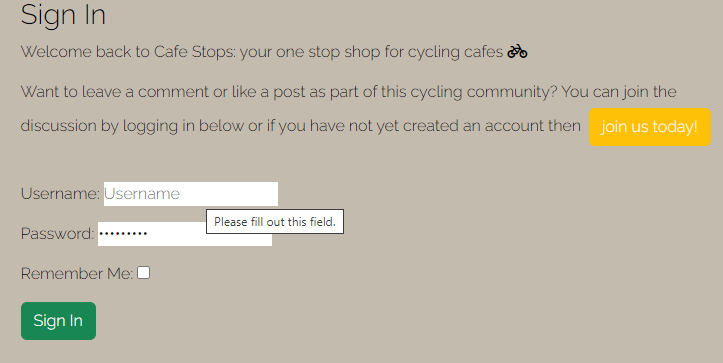 Sign In
Welcome back to Cafe Stops: your one stop shop for cycling cafes
Want to leave a comment or like a post as part of this cycling community? You can join the
discussion by logging in below or if you have not yet created an account then join us today!
Username: Username
Please fill out this field.
Password: •••••••••
Remember Me:
Sign In